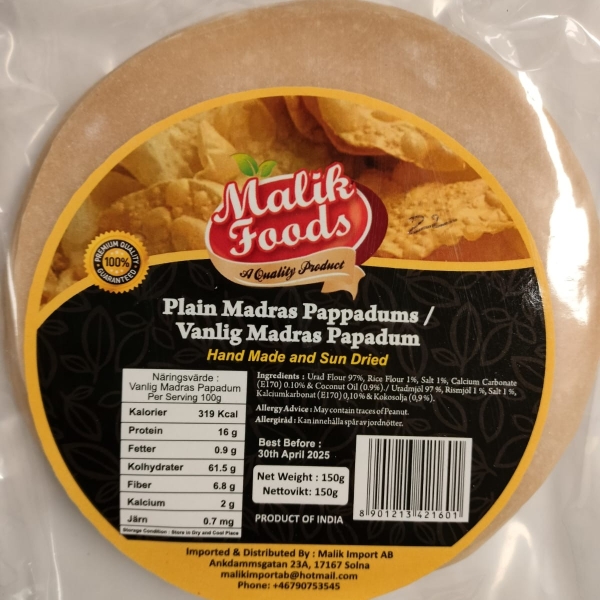 Malik
Foods
A Quality Product
PREMIUM QUALITY
100%
GUARANTEED
Plain Madras Pappadums /
Vanlig Madras Papadum
Hand Made and Sun Dried
Näringsvärde :
Vanlig Madras Papadum
Per Serving 100g
Kalorier 319 Kcal
Protein 16 g
Fetter 0.9 g
Kolhydrater 61.5 g
Fiber 6.8 g
Kalcium 2 g
Järn 0.7 mg
Storage Condition : Store in Dry and Cool Place
Ingredients : Urad Flour 97%, Rice Flour 1%, Salt 1%, Calcium Carbonate
(E170) 0.10% & Coconut Oil (0.9%)./ Uradmjöl 97 %, Rismjöl 1 %, Salt 1 %,
Kalciumkarbonat (E170) 0,10% & Kokosolja (0,9%).
Allergy Advice : May contain traces of Peanut.
Allergiråd : Kan innehålla spår av jordnötter.
Best Before :
30th April 2025
Net Weight : 150g
Nettovikt: 150g
PRODUCT OF INDIA
8 901213 421601
Imported & Distributed By : Malik Import AB
Ankdammsgatan 23A, 17167 Solna
malikimportab@hotmail.com
Phone: +46790753545